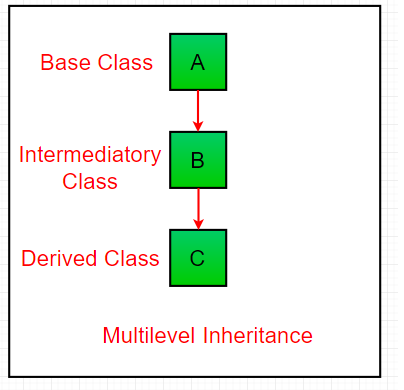 Base Class A
Intermediatory
Class
B
Derived Class C
Multilevel Inheritance